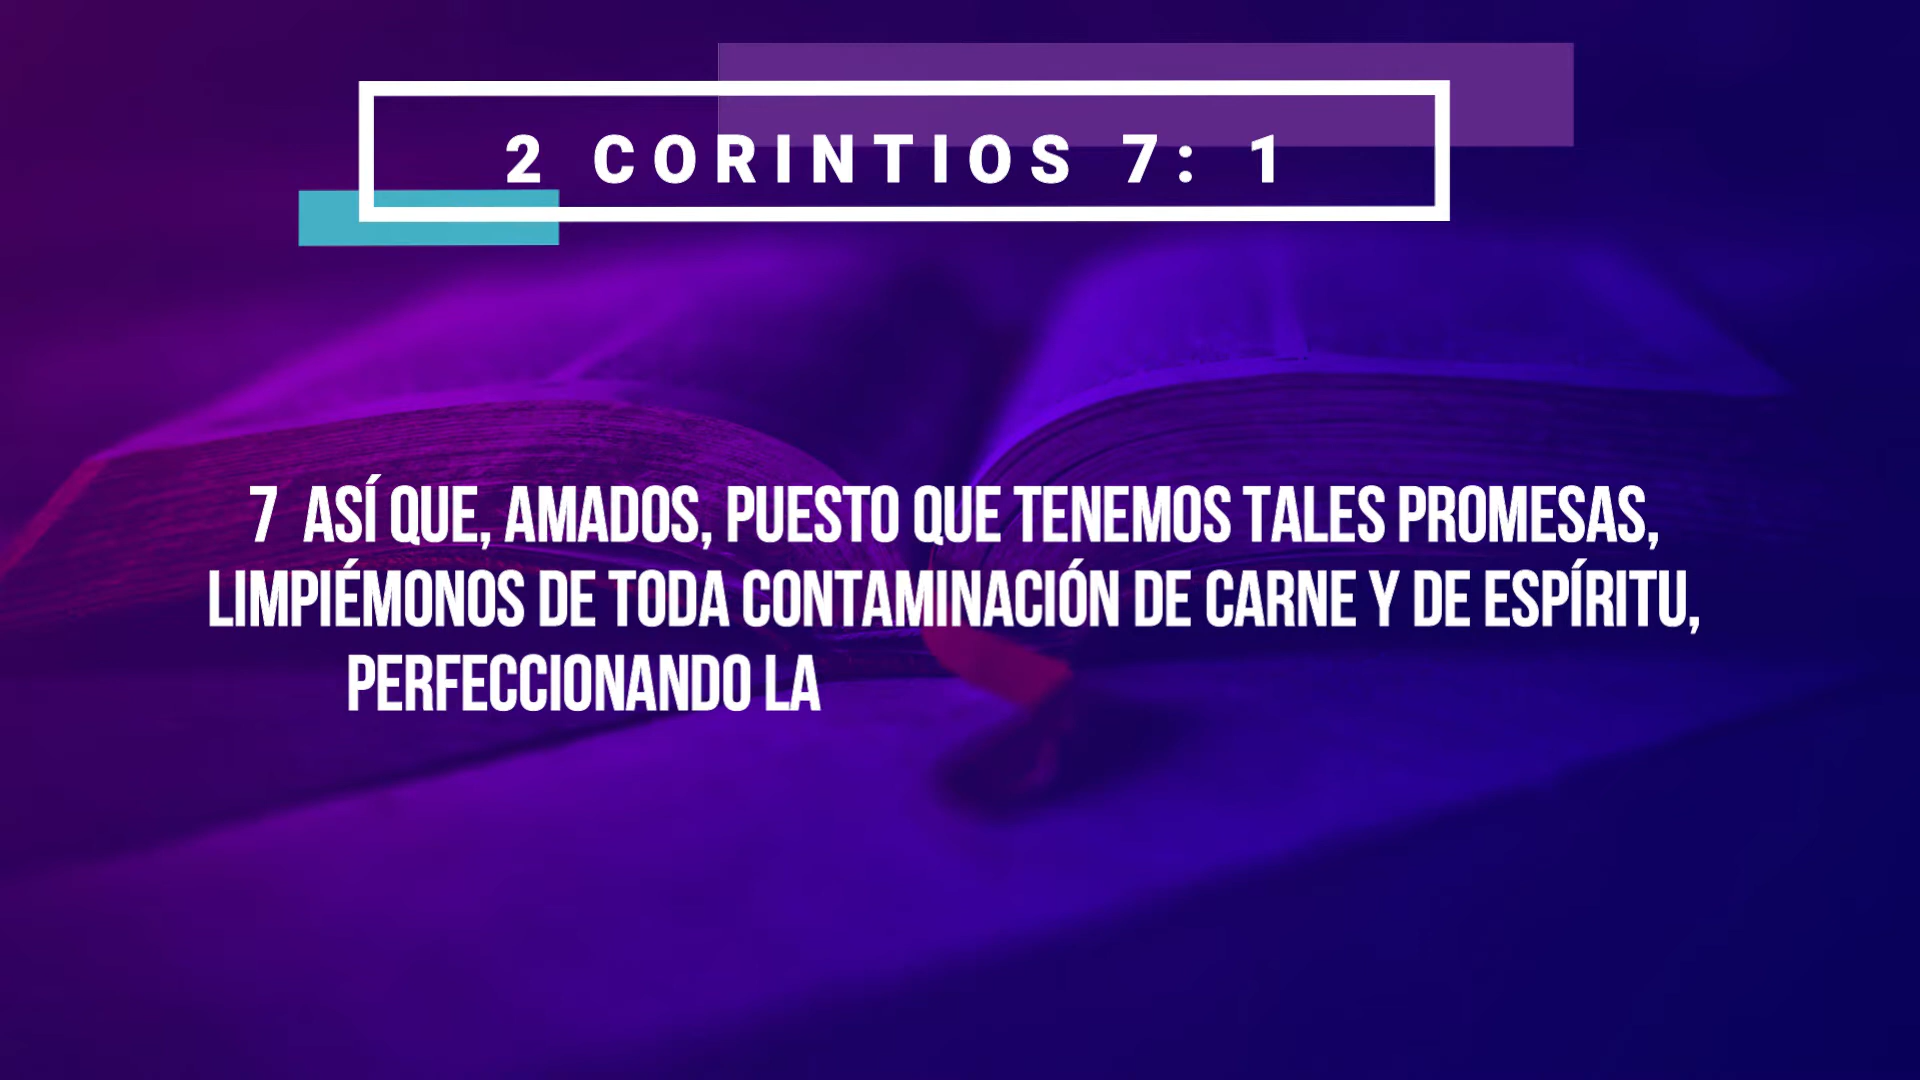 2 CORINTIOS 7: 1
7 ASÍ QUE, AMADOS, PUESTO QUE TENEMOS TALES PROMESAS,
LIMPIÉMONOS DE TODA CONTAMINACIÓN DE CARNE Y DE ESPÍRITU,
PERFECCIONANDO LA